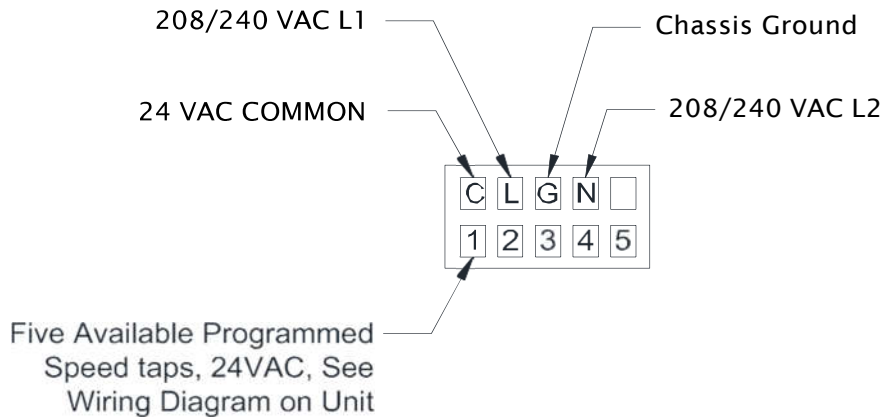 208/240 VAC L1
Chassis Ground
24 VAC COMMON
208/240 VAC L2
C L G N
1 2 3 4 5
Five Available Programmed
Speed taps, 24VAC, See
Wiring Diagram on Unit